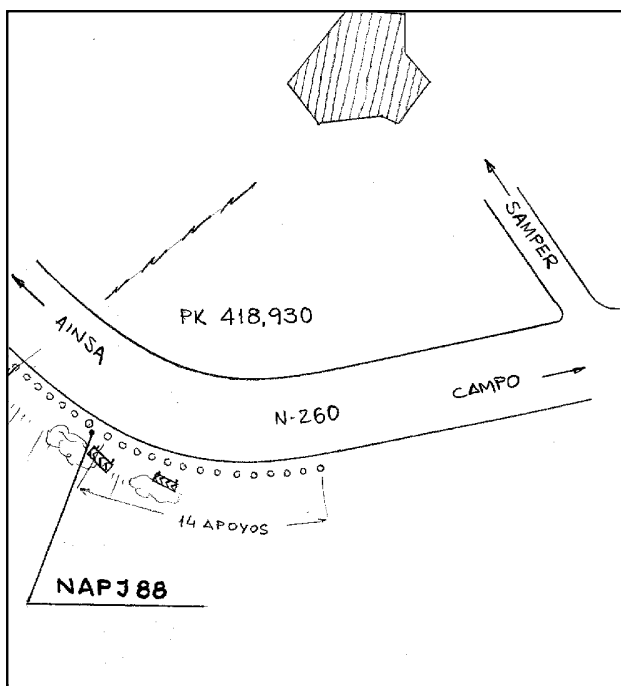 SAMPER
PK 418,930
AINSA
CAMPO
N-260
14 APOYOS
NAPJ88